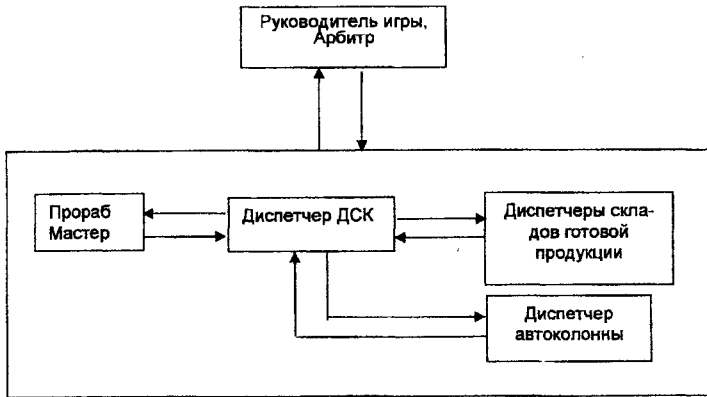 Руководитель игры,
Арбитр
Прораб
Мастер
Диспетчер ДСК
Диспетчеры скла-
дов готовой
продукции
Диспетчер
автоколонны